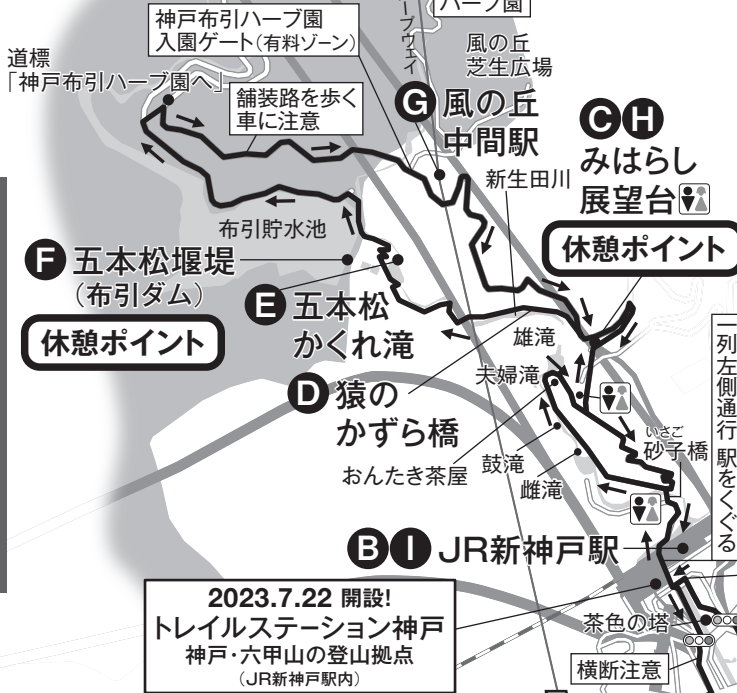 神戸布引ハーブ園
入園ゲート(有料ゾーン)
ハーブ園
道標
「神戸布引ハーブ園へ」
舗装路を歩く
車に注意
風の丘
芝生広場
G 風の丘
中間駅
C H
みはらし
展望台
新生田川
休憩ポイント
布引貯水池
F 五本松堰堤
(布引ダム)
休憩ポイント
E 五本松
かくれ滝
雄滝
夫婦滝
D 猿の
かずら橋
おんたき茶屋
鼓滝
雌滝
いさご
砂子橋
一列左側通行 駅をくぐる
B I JR新神戸駅
2023.7.22 開設!
トレイルステーション神戸
神戸・六甲山の登山拠点
(JR新神戸駅内)
茶色の塔
横断注意